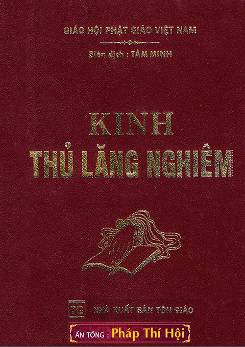 GIÁO HỘI PHẬT GIÁO VIỆT NAM
Biên dịch : TÂM MINH
KINH
THỦ LĂNG NGHIÊM
NHÀ XUẤT BẢN TÔN GIÁO
ẤN TỐNG : Pháp Thí Hội